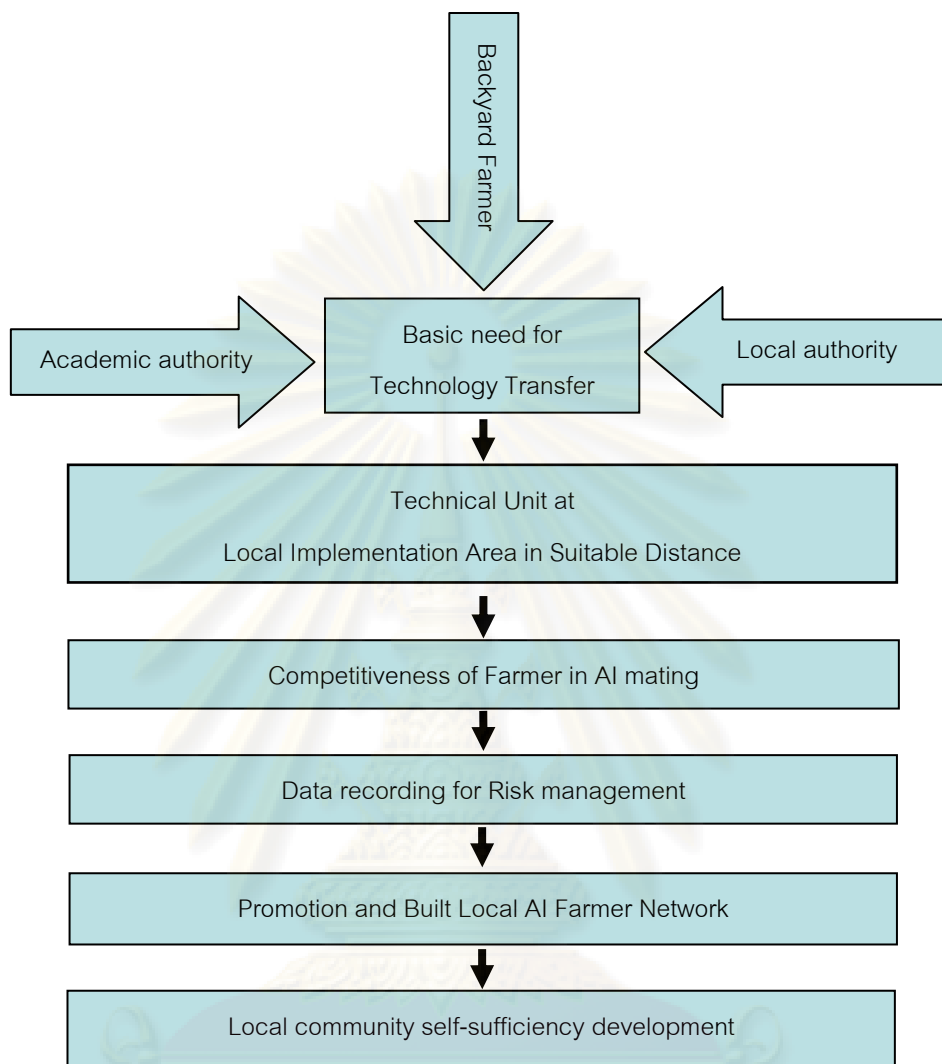 Backyard Farmer
Academic authority
Basic need for
Technology Transfer
Local authority
Technical Unit at
Local Implementation Area in Suitable Distance
Competitiveness of Farmer in AI mating
Data recording for Risk management
Promotion and Built Local AI Farmer Network
Local community self-sufficiency development